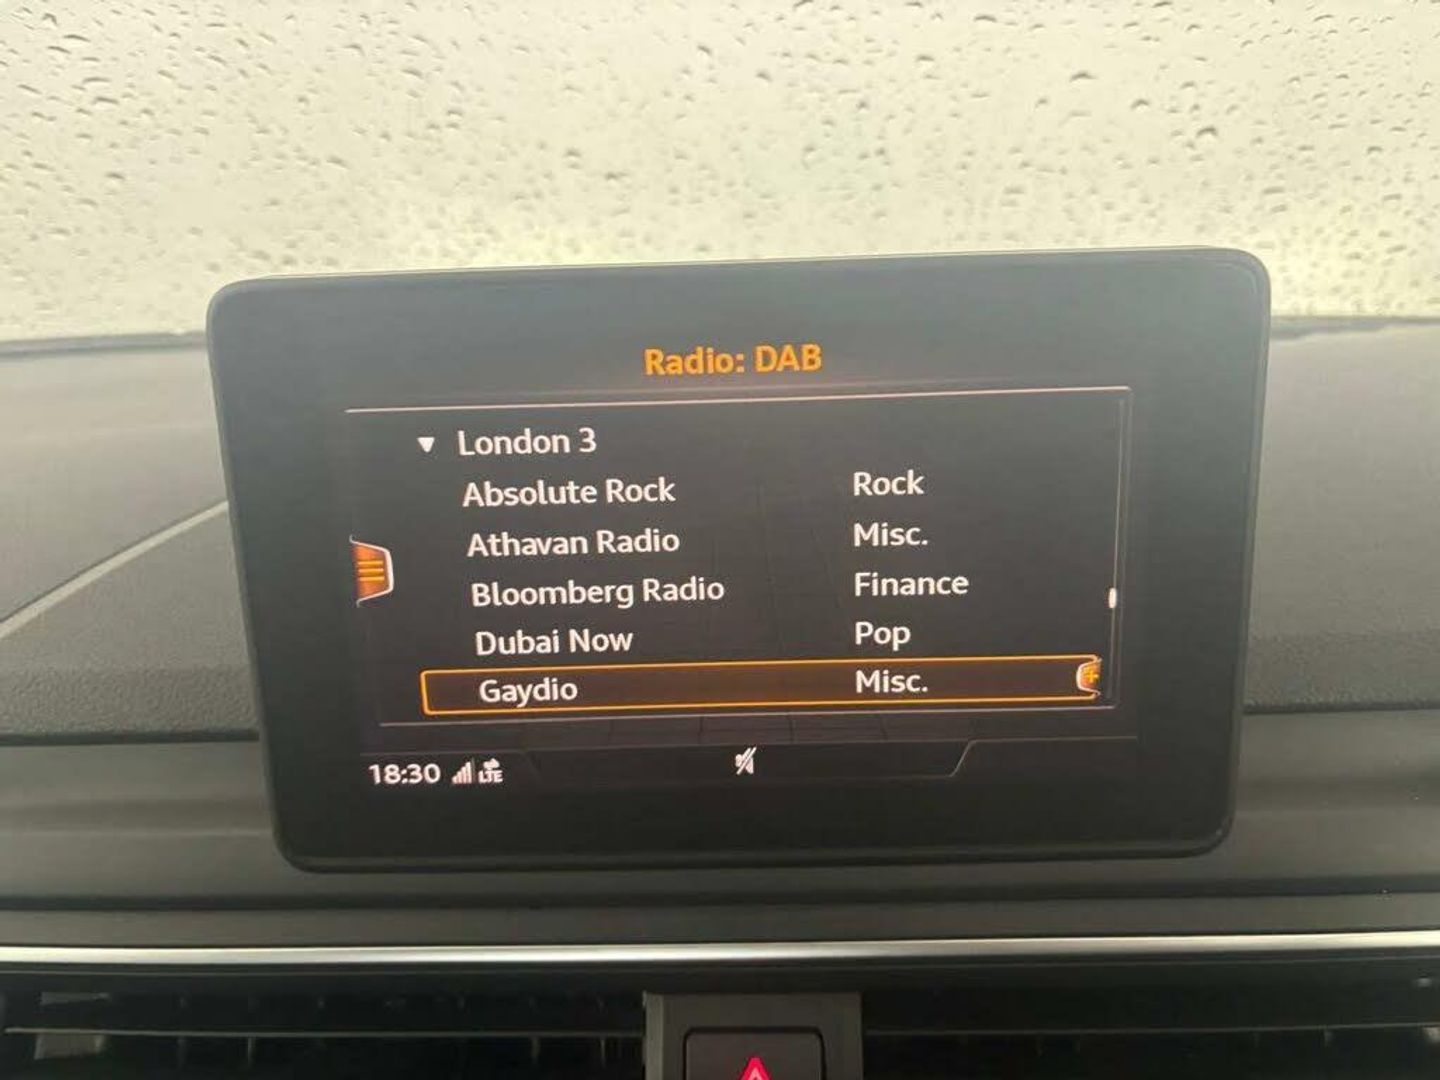 Radio: DAB
London 3
Absolute Rock Rock
Athavan Radio Misc.
Bloomberg Radio Finance
Dubai Now Pop
Gaydio Misc.
18:30 LTE